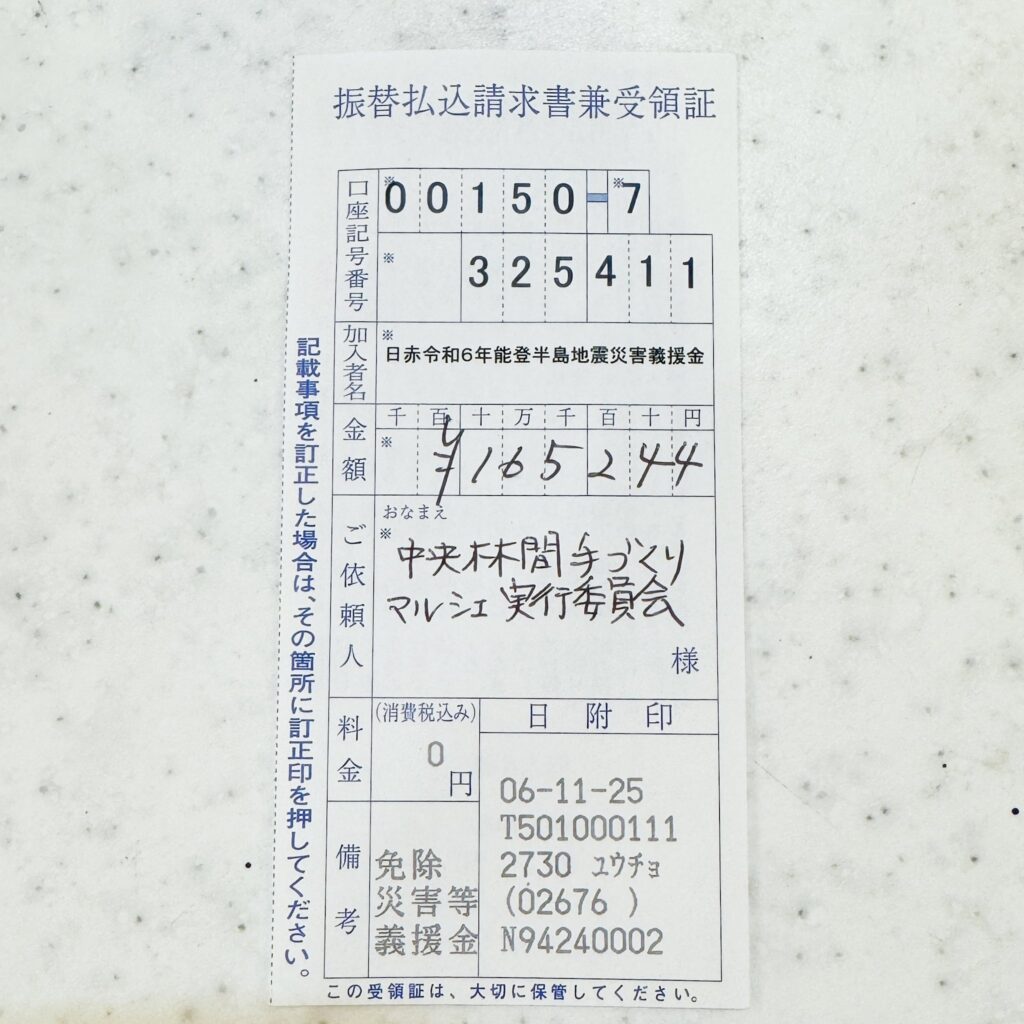 振替払込請求書兼受領証
口座記号番号
※00150-※7
※325411
加入者名
※
日赤令和6年能登半島地震災害義援金
金額
千百十万千百十円
※¥165244
ご依頼人
おなまえ
※
中央林間手づくり
マルシェ実行委員会
様
料金
(消費税込み)
0
円
日附印
06-11-25
T501000111
2730 ユウチョ
(02676 )
N94240002
備考
免除
災害等
義援金
記載事項を訂正した場合は、その箇所に訂正印を押してください。
この受領証は、大切に保管してください。